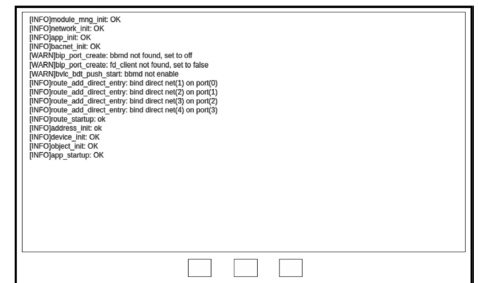 [INFO]module_mng_init: OK
[INFO]network_init: OK
[INFO]app_init: OK
[INFO]bacnet_init: OK
[WARN]bip_port_create: bbmd not found, set to off
[WARN]bip_port_create: fd_client not found, set to false
[WARN]bvlc_bdt_push_start: bbmd not enable
[INFO]route_add_direct_entry: bind direct net(1) on port(0)
[INFO]route_add_direct_entry: bind direct net(2) on port(1)
[INFO]route_add_direct_entry: bind direct net(3) on port(2)
[INFO]route_add_direct_entry: bind direct net(4) on port(3)
[INFO]route_startup: ok
[INFO]address_init: ok
[INFO]device_init: OK
[INFO]object_init: OK
[INFO]app_startup: OK